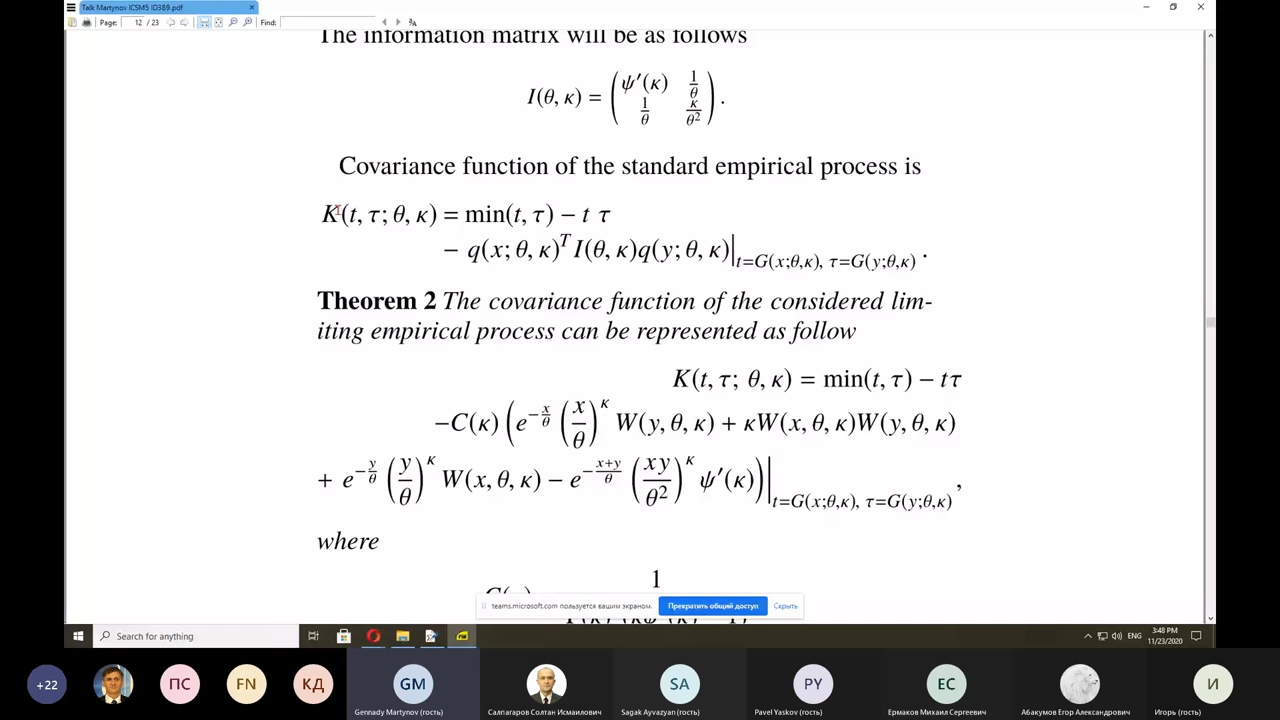 Talk Martynov ICSM5 ID389.pdf
Page: 12 / 23 Find:
The information matrix will be as follows
I(θ, κ) = ( ψ′(κ) 1/θ
1/θ κ/θ² ) .
Covariance function of the standard empirical process is
K(t, τ; θ, κ) = min(t, τ) − t τ
− q(x; θ, κ)^T I(θ, κ)q(y; θ, κ)|_{t=G(x;θ,κ), τ=G(y;θ,κ)} .
Theorem 2 The covariance function of the considered lim-
iting empirical process can be represented as follow
K(t, τ; θ, κ) = min(t, τ) − tτ
−C(κ) ( e^{−x/θ} (x/θ)^κ W(y, θ, κ) + κW(x, θ, κ)W(y, θ, κ)
+ e^{−y/θ} (y/θ)^κ W(x, θ, κ) − e^{−(x+y)/θ} (xy/θ²)^κ ψ′(κ) )|_{t=G(x;θ,κ), τ=G(y;θ,κ)} ,
where
1
teams.microsoft.com пользуется вашим экраном. Прекратить общий доступ Скрыть
Search for anything
ENG 3:48 PM
11/23/2020
+22 ПС FN КД GM SA PY ЕС И
Gennady Martynov (гость) Салпагаров Солтан Исмаилович Sagak Ayvazyan (гость) Pavel Yaskov (гость) Ермаков Михаил Сергеевич Абакумов Егор Александрович Игорь (гость)